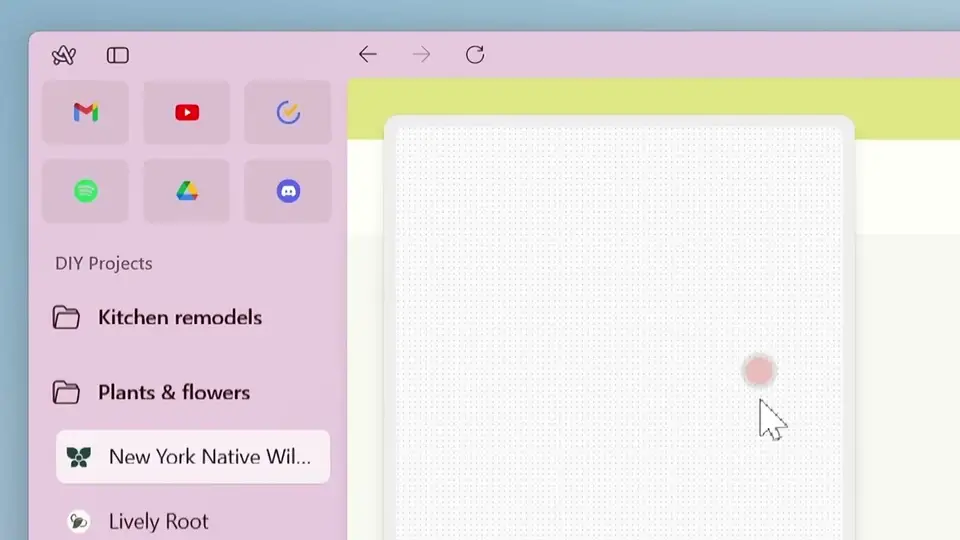 DIY Projects
Kitchen remodels
Plants & flowers
New York Native Wil...
Lively Root